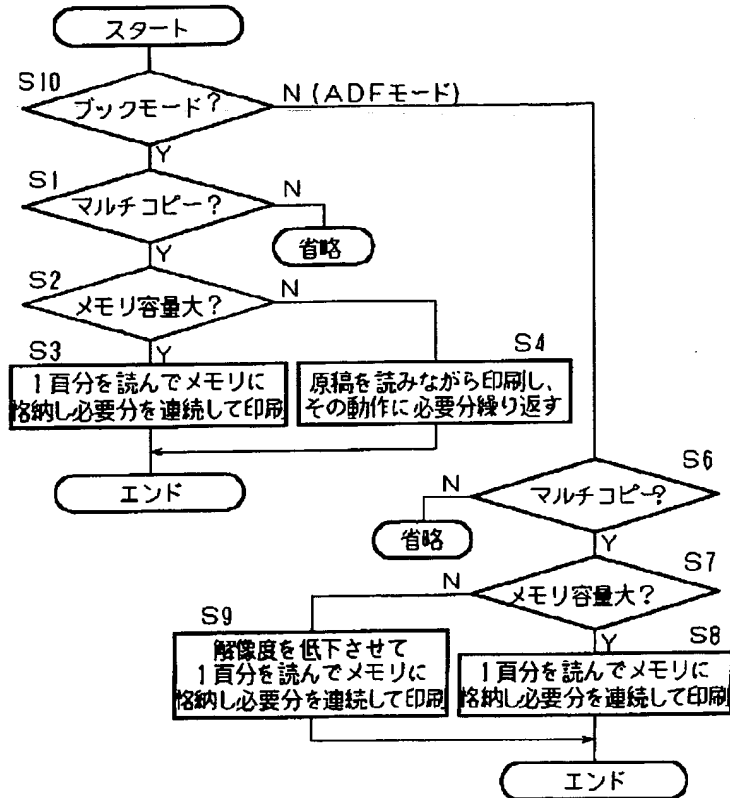 スタート
S10
ブックモード?
N (ADFモード)
Y
S1
マルチコピー?
N
省略
Y
S2
メモリ容量大?
N
Y
S3
1百分を読んでメモリに
格納し必要分を連続して印刷
S4
原稿を読みながら印刷し、
その動作に必要分繰り返す
エンド
S6
マルチコピー?
N
省略
Y
S7
メモリ容量大?
N
Y
S9
解像度を低下させて
1百分を読んでメモリに
格納し必要分を連続して印刷
S8
1百分を読んでメモリに
格納し必要分を連続して印刷
エンド